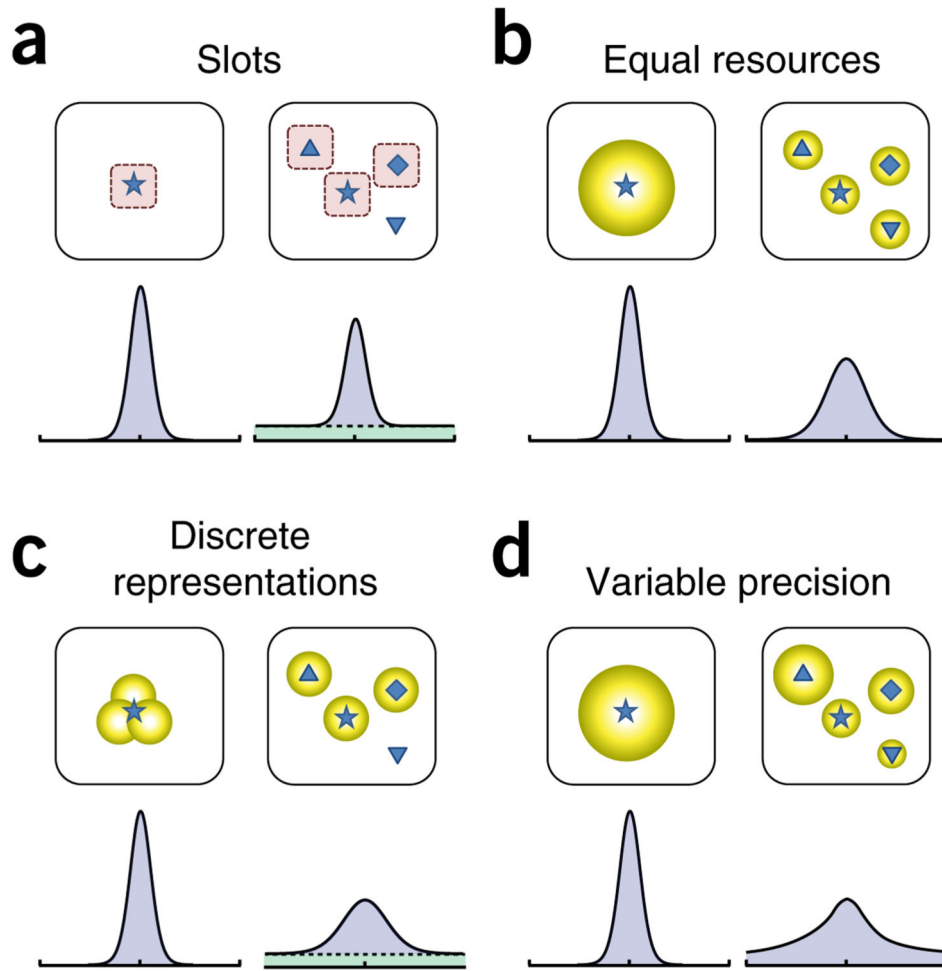 a
Slots
b
Equal resources
c
Discrete
representations
d
Variable precision